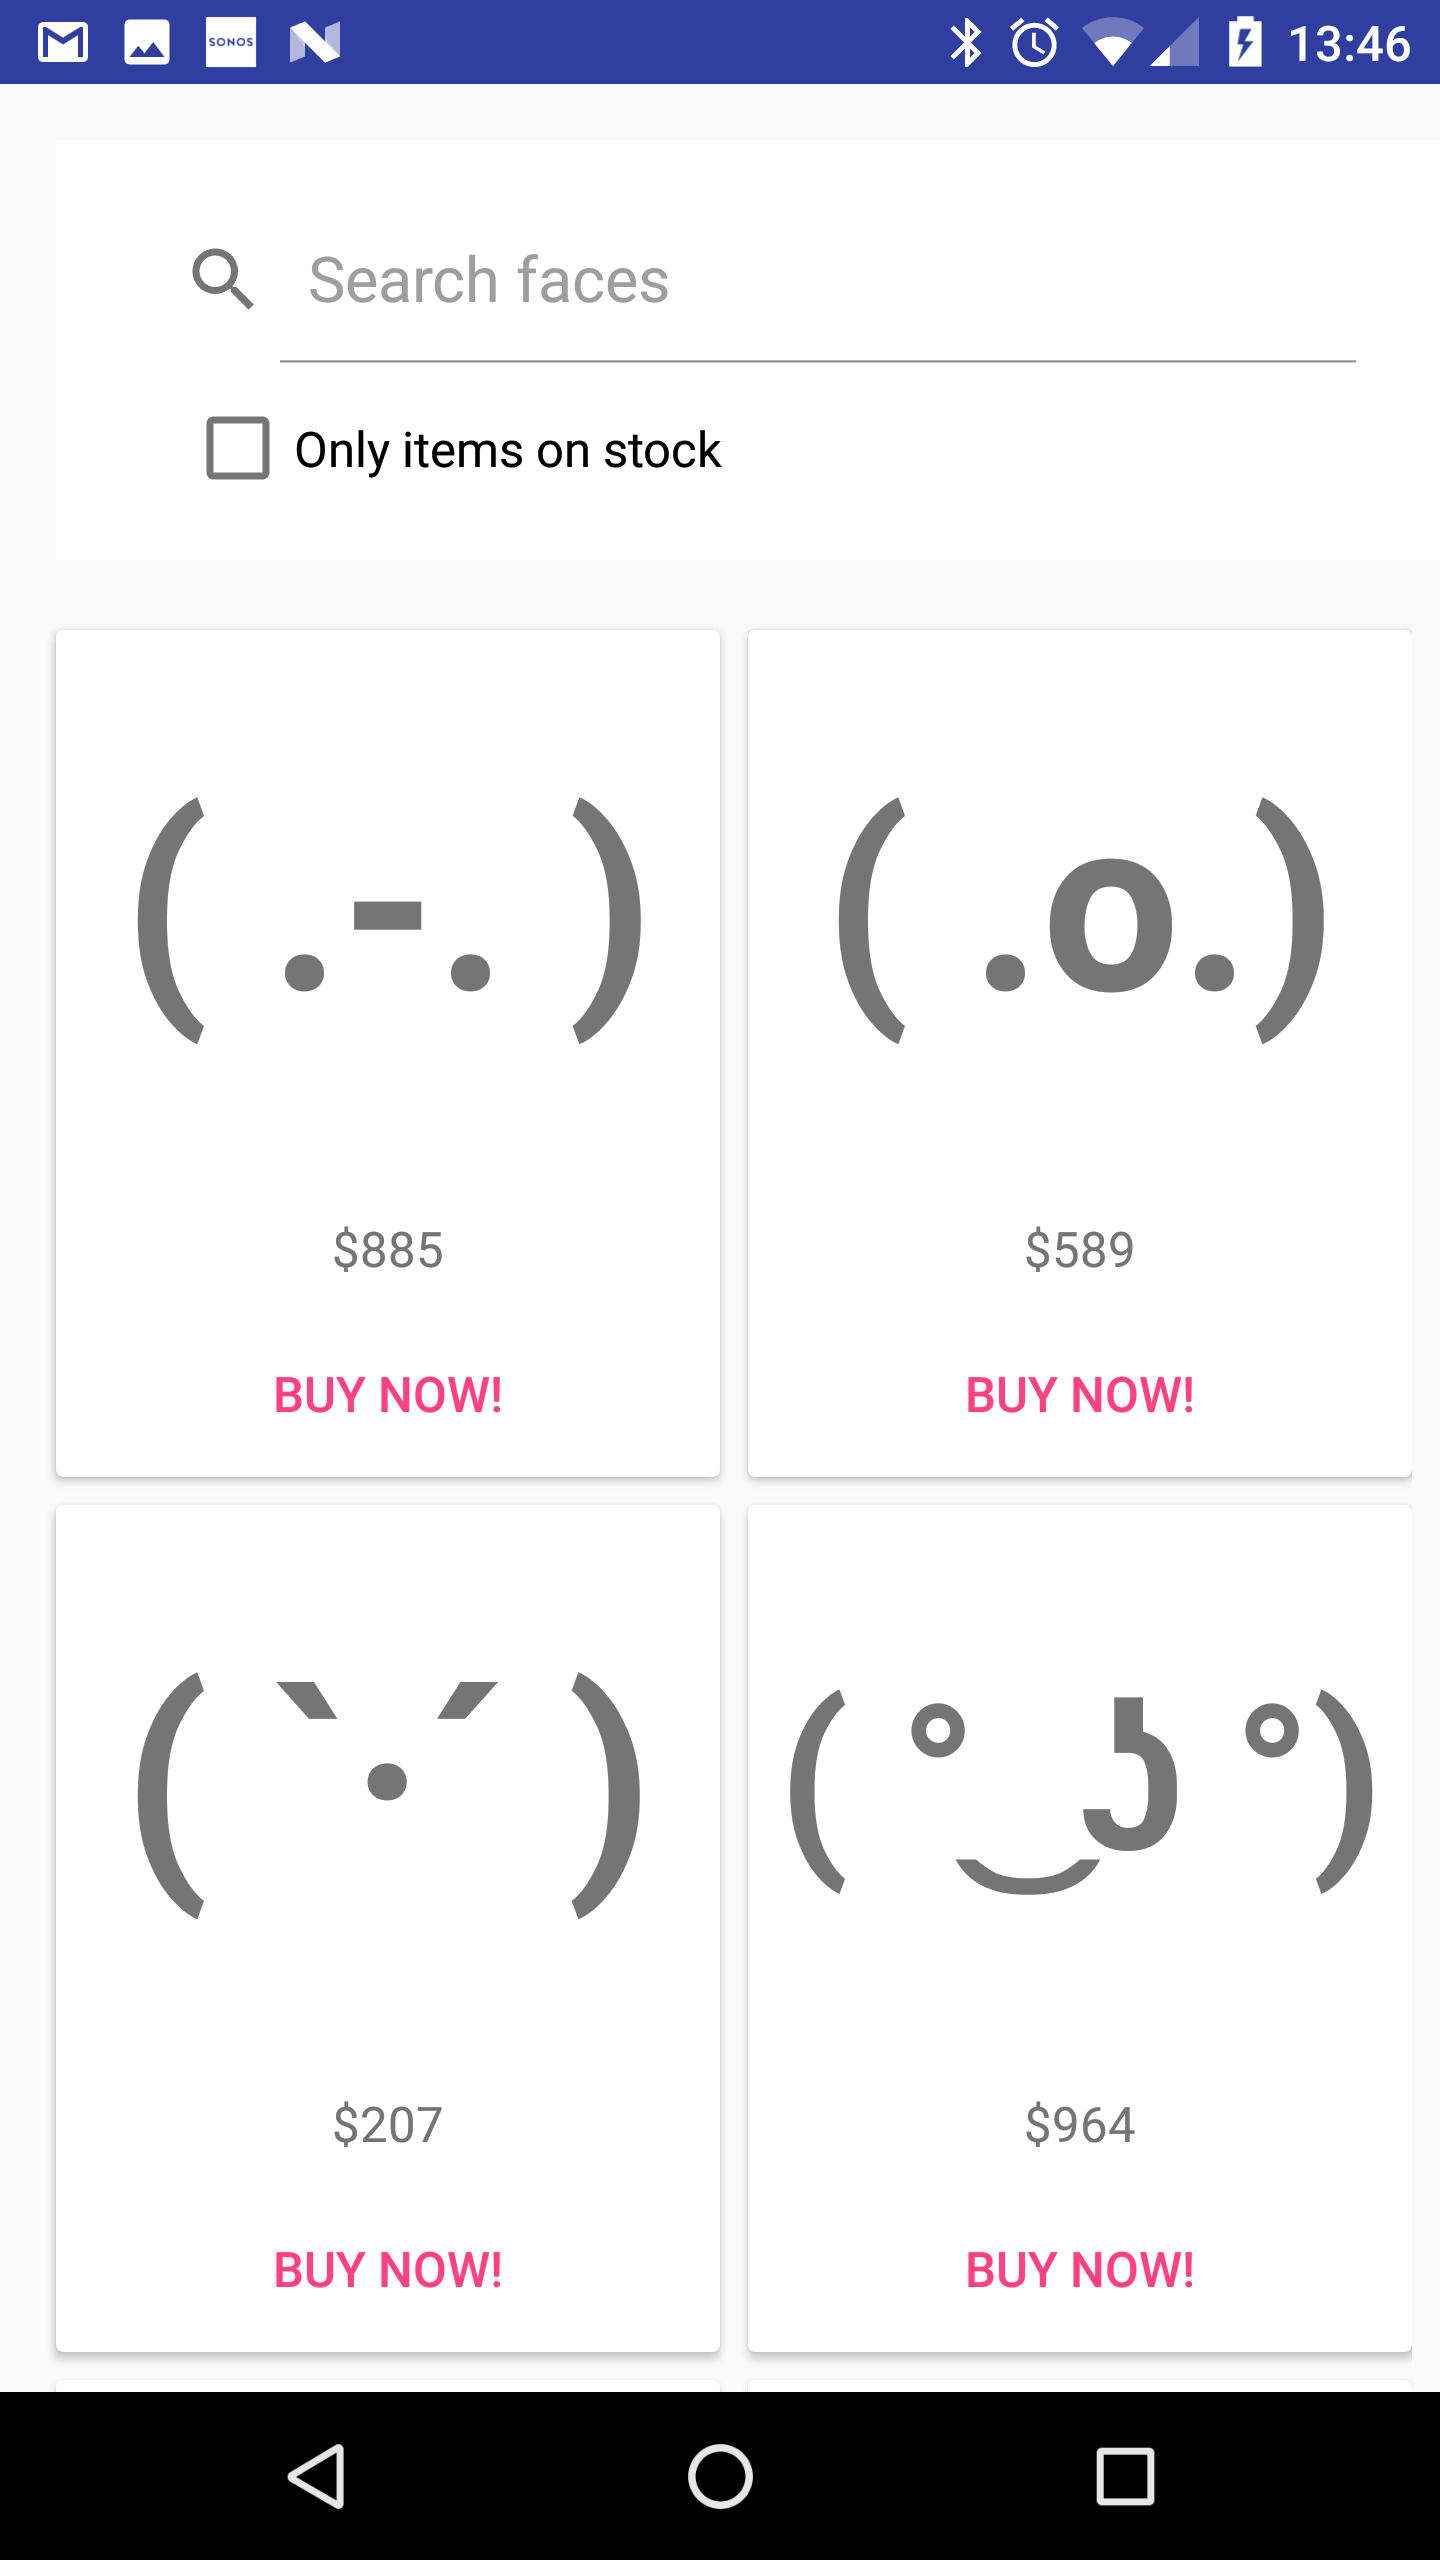 SONOS 13:46
Search faces
Only items on stock
( .-. ) ( .o.)
$885 $589
BUY NOW! BUY NOW!
( `·´ ) ( ° ͜ ʖ °)
$207 $964
BUY NOW! BUY NOW!